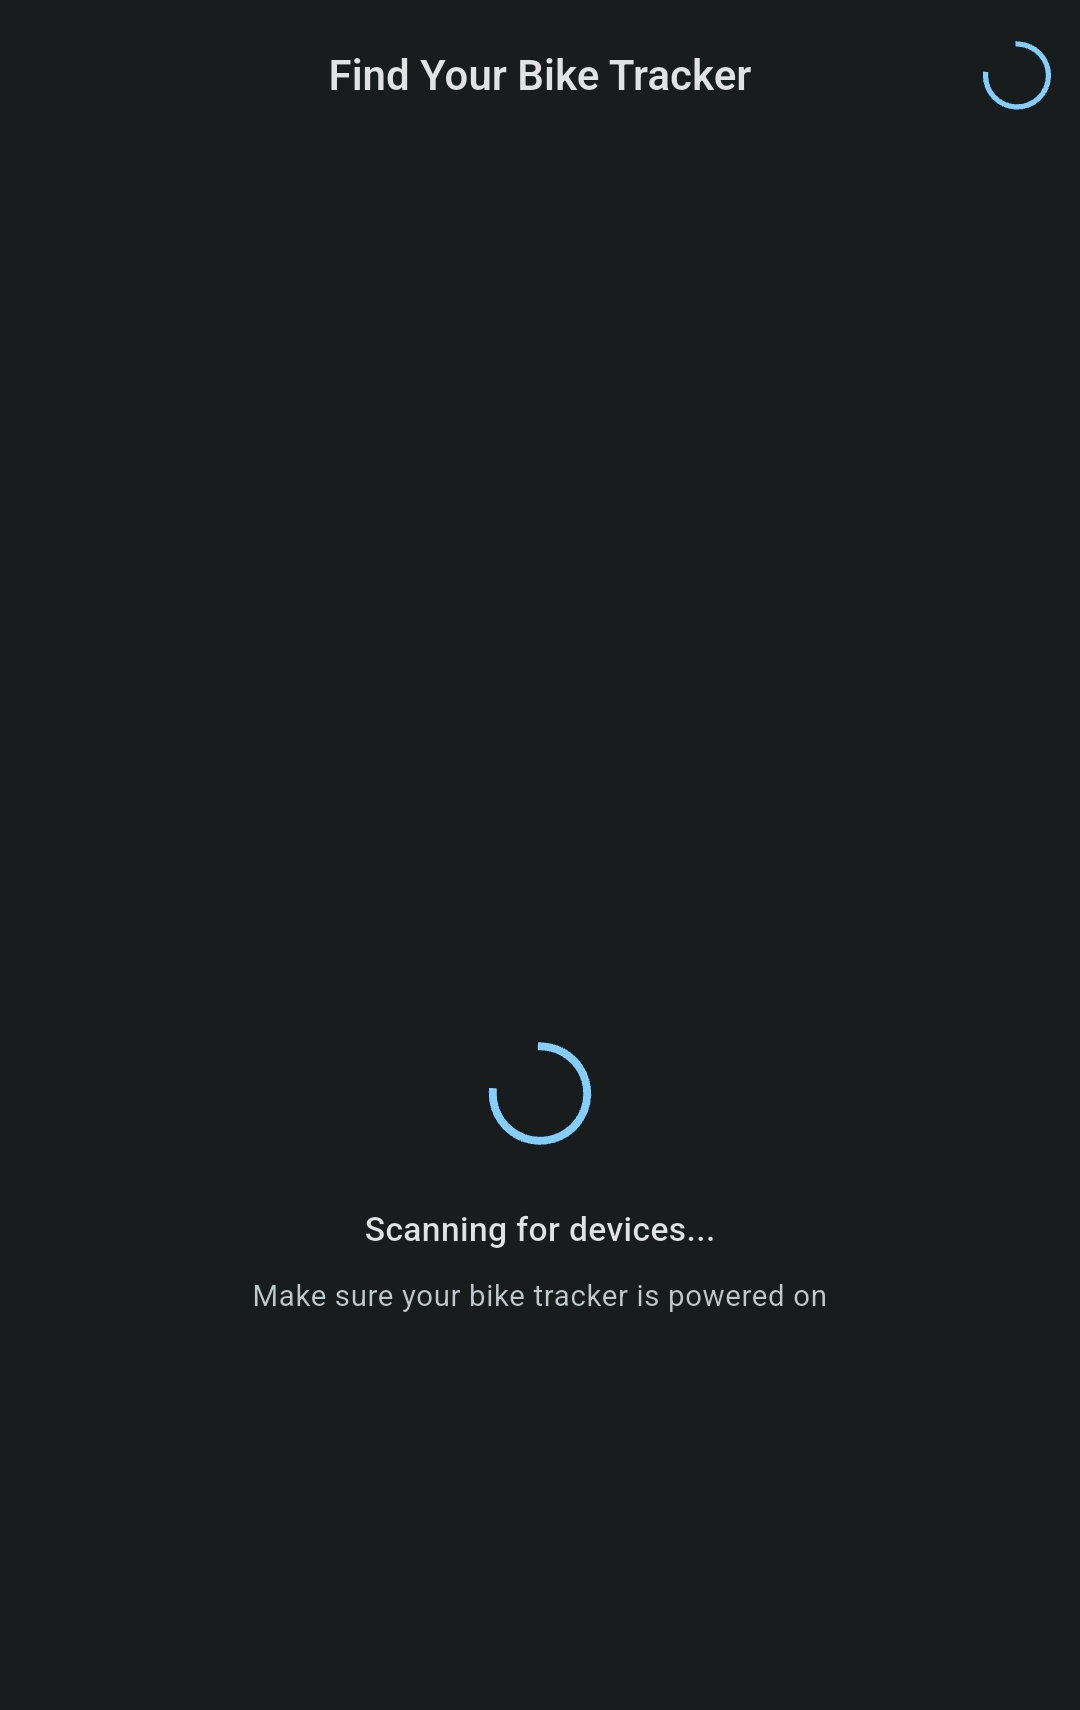 Find Your Bike Tracker
Scanning for devices...
Make sure your bike tracker is powered on